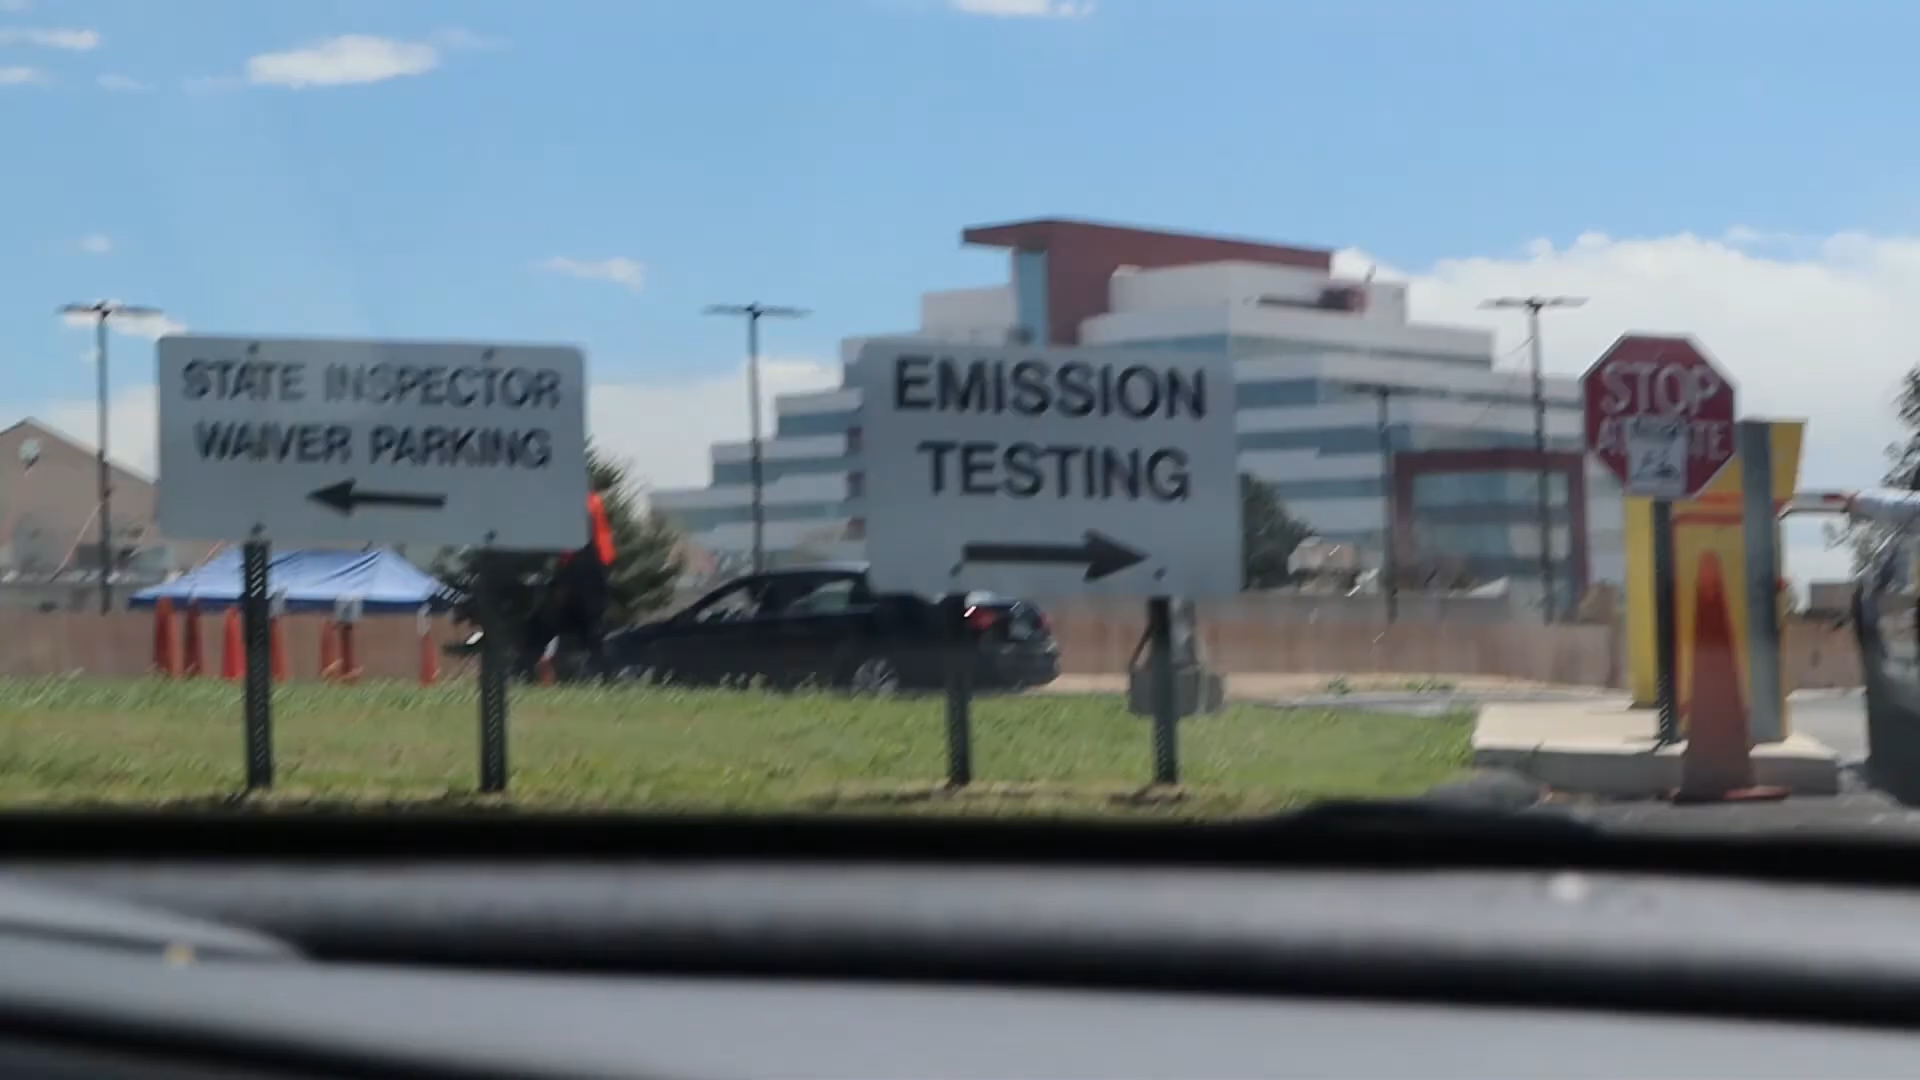 STATE INSPECTOR
WAIVER PARKING
EMISSION
TESTING
STOP